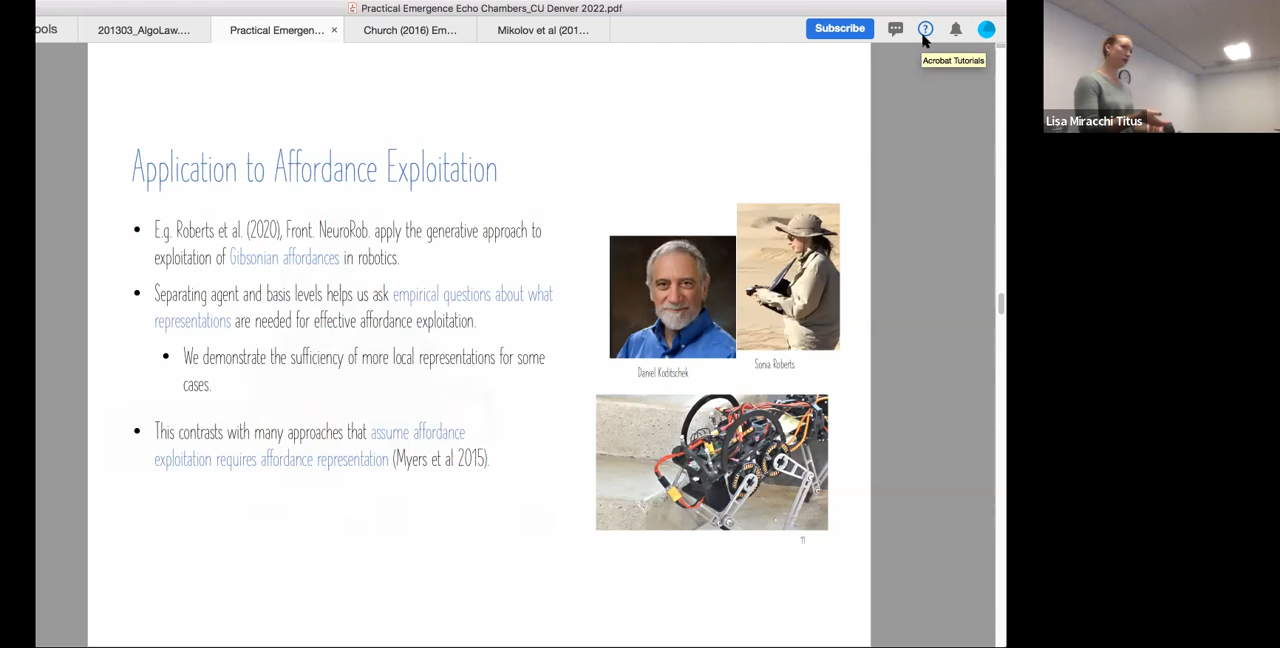 Practical Emergence Echo Chambers_CU Denver 2022.pdf
ools
201303_AlgoLaw....
Practical Emergen...
×
Church (2016) Em...
Mikolov et al (201...
Subscribe
?
Acrobat Tutorials
Lisa Miracchi Titus
Application to Affordance Exploitation
• E.g. Roberts et al. (2020), Front. NeuroRob. apply the generative approach to
exploitation of Gibsonian affordances in robotics.
• Separating agent and basis levels helps us ask empirical questions about what
representations are needed for effective affordance exploitation.
• We demonstrate the sufficiency of more local representations for some
cases.
• This contrasts with many approaches that assume affordance
exploitation requires affordance representation (Myers et al 2015).
Daniel Koditschek
Sonia Roberts
11